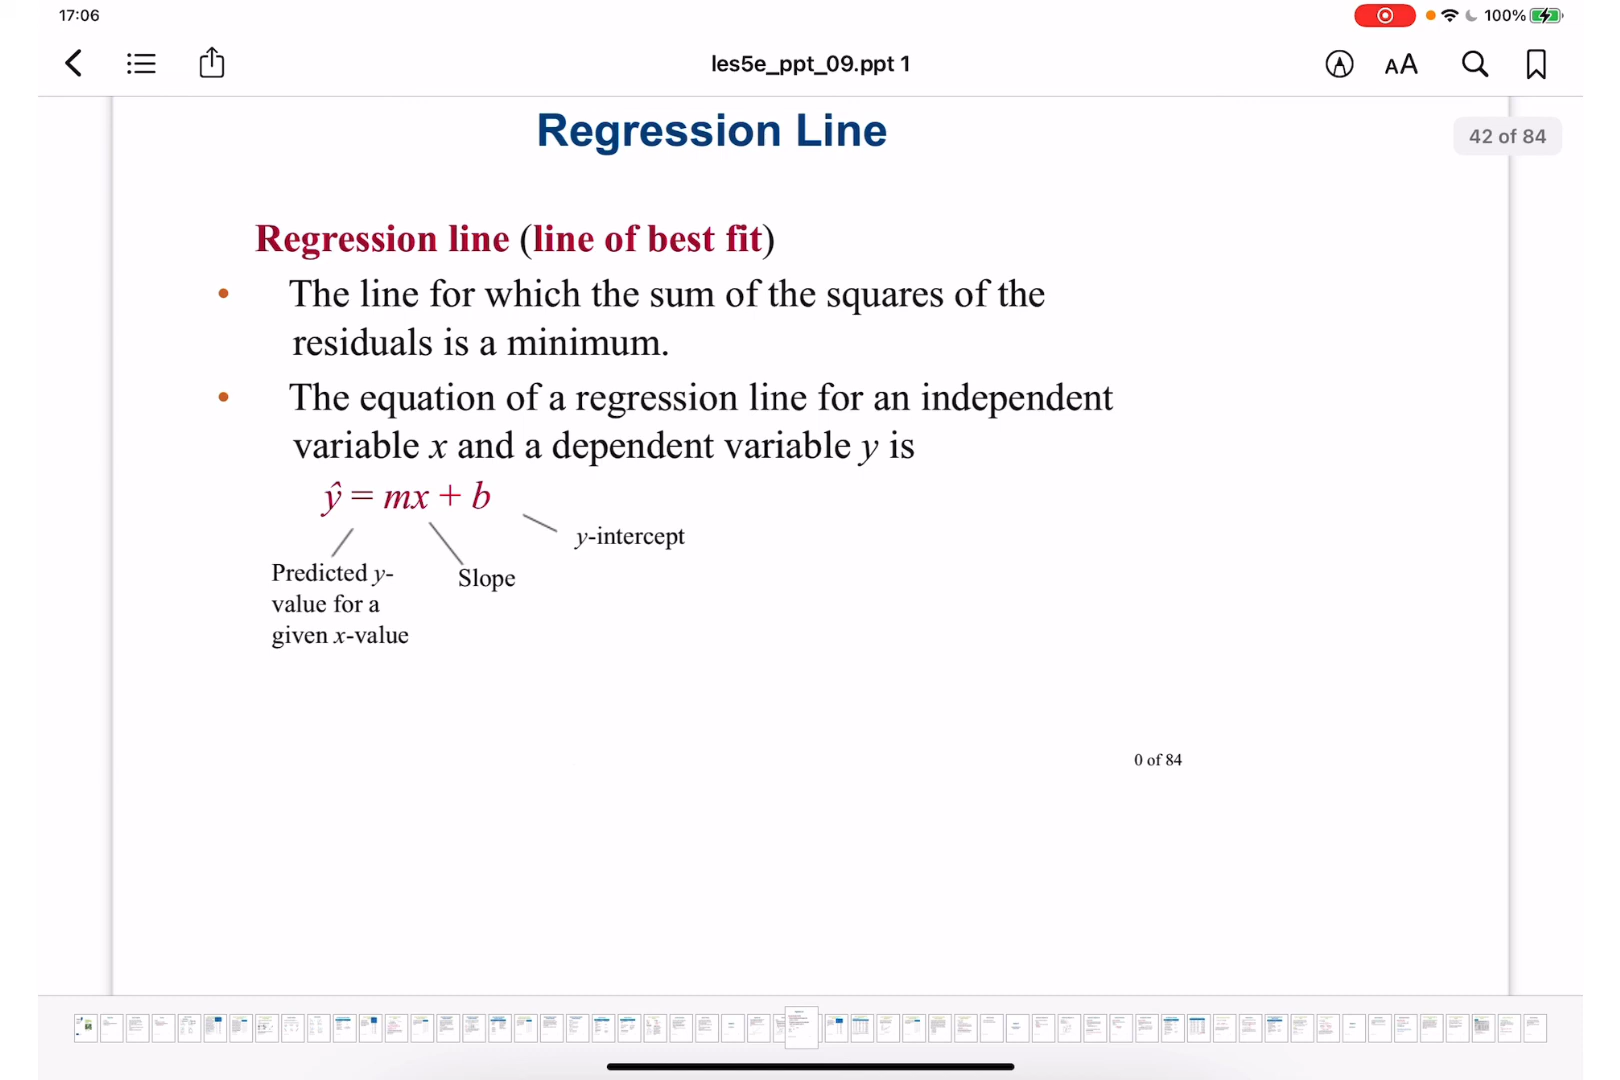 17:06
100%
les5e_ppt_09.ppt 1
AA
42 of 84
Regression Line
Regression line (line of best fit)
• The line for which the sum of the squares of the
residuals is a minimum.
• The equation of a regression line for an independent
variable x and a dependent variable y is
ŷ = mx + b
y-intercept
Slope
Predicted y-
value for a
given x-value
0 of 84